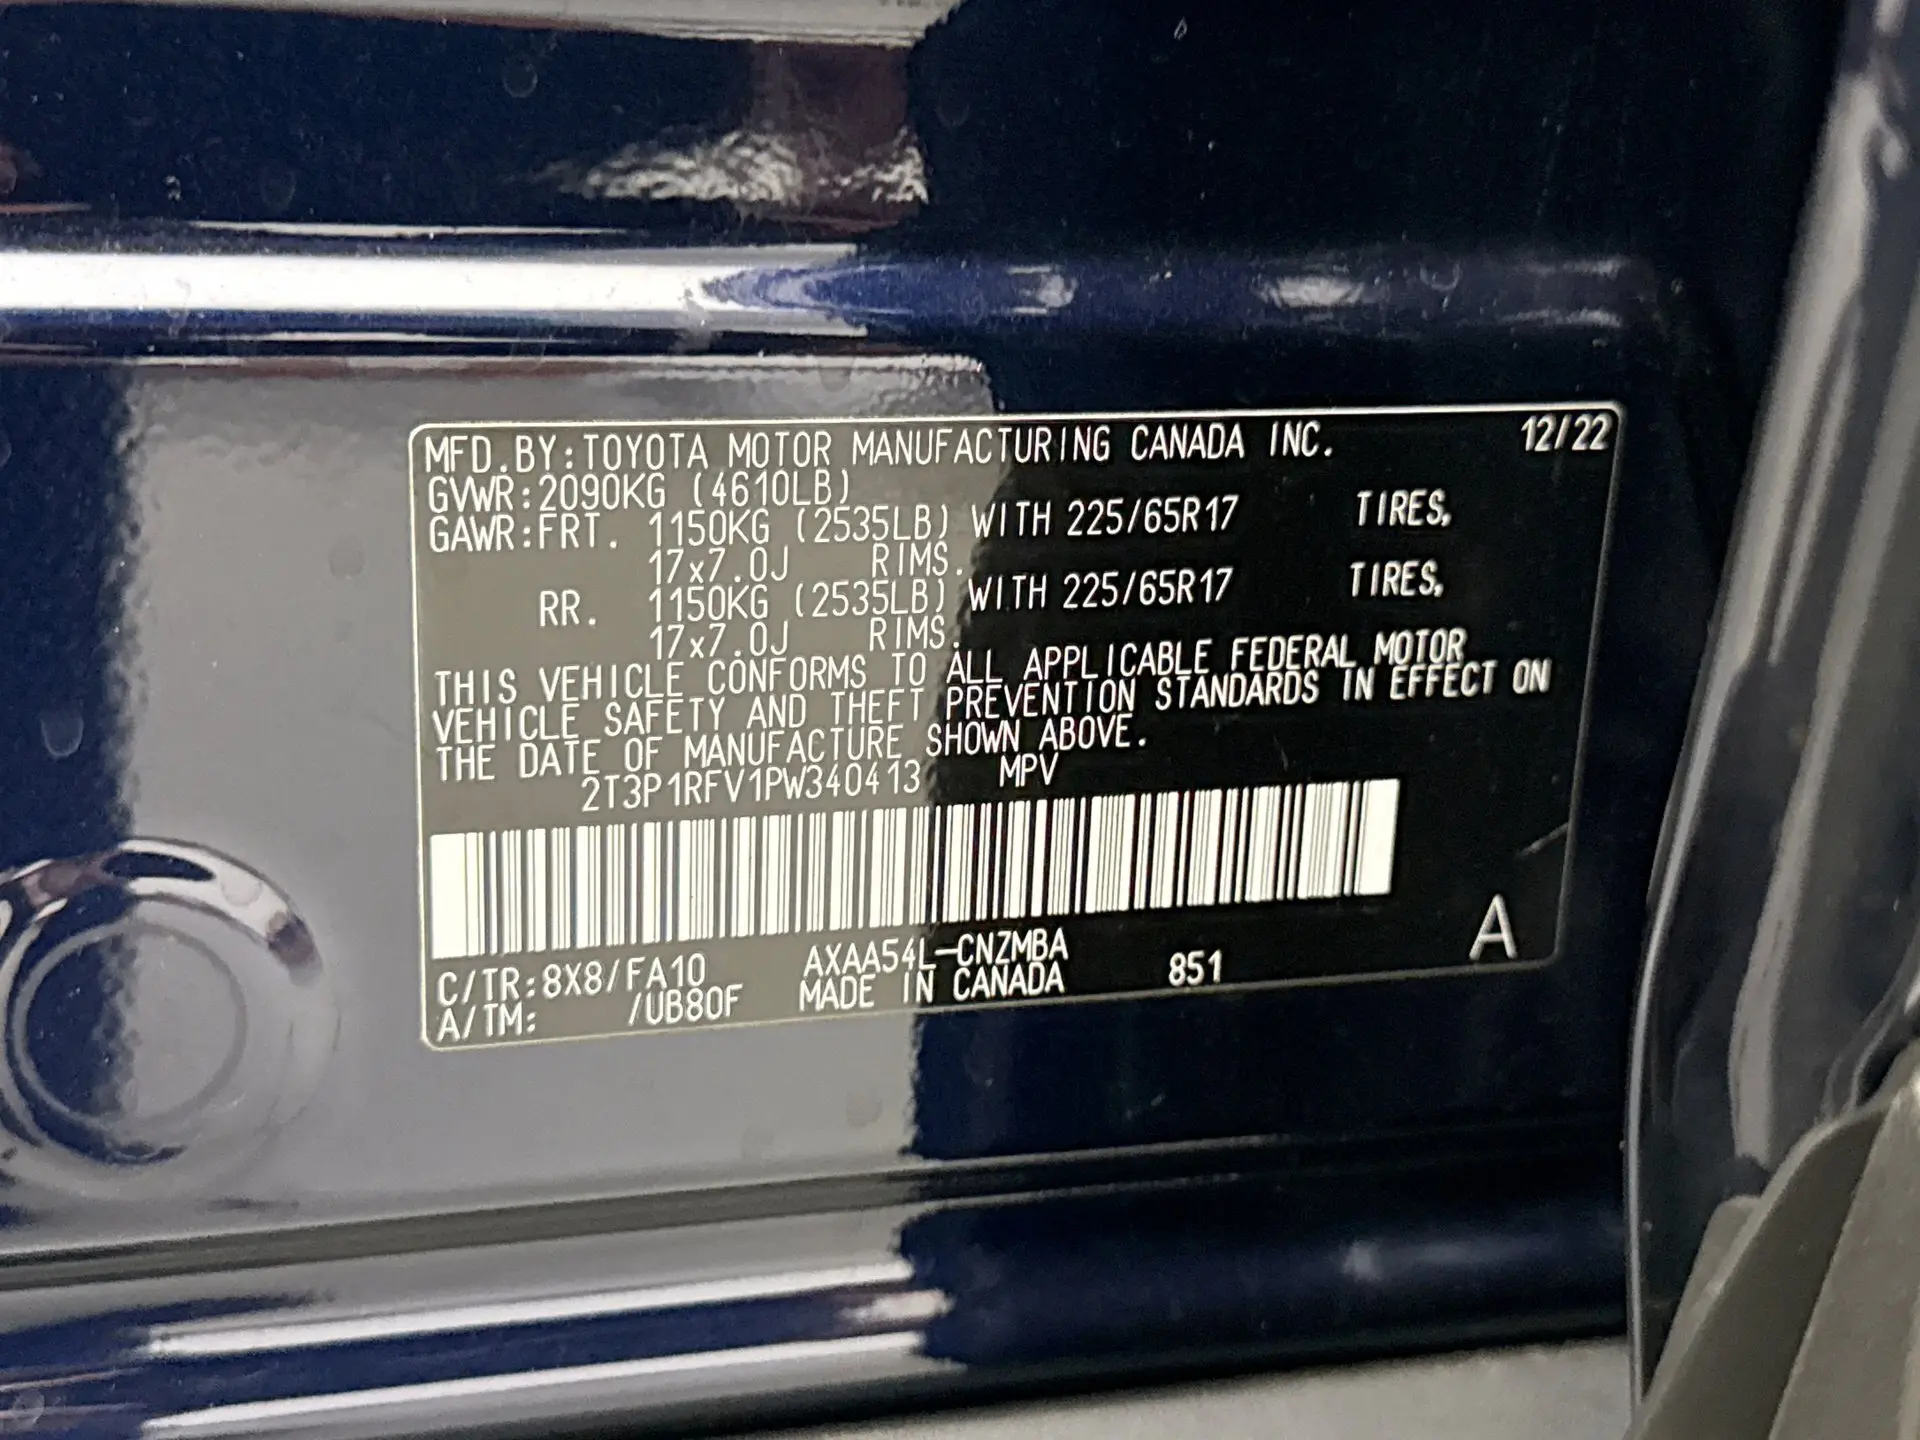 MFD.BY:TOYOTA MOTOR MANUFACTURING CANADA INC. 12/22
GVWR:2090KG (4610LB)
GAWR:FRT. 1150KG (2535LB) WITH 225/65R17 TIRES,
17x7.0J RIMS.
RR. 1150KG (2535LB) WITH 225/65R17 TIRES,
17x7.0J RIMS.
THIS VEHICLE CONFORMS TO ALL APPLICABLE FEDERAL MOTOR
VEHICLE SAFETY AND THEFT PREVENTION STANDARDS IN EFFECT ON
THE DATE OF MANUFACTURE SHOWN ABOVE.
2T3P1RFV1PW340413 MPV
C/TR:8X8/FA10 AXAA54L-CNZMBA 851 A
A/TM: /UB80F MADE IN CANADA